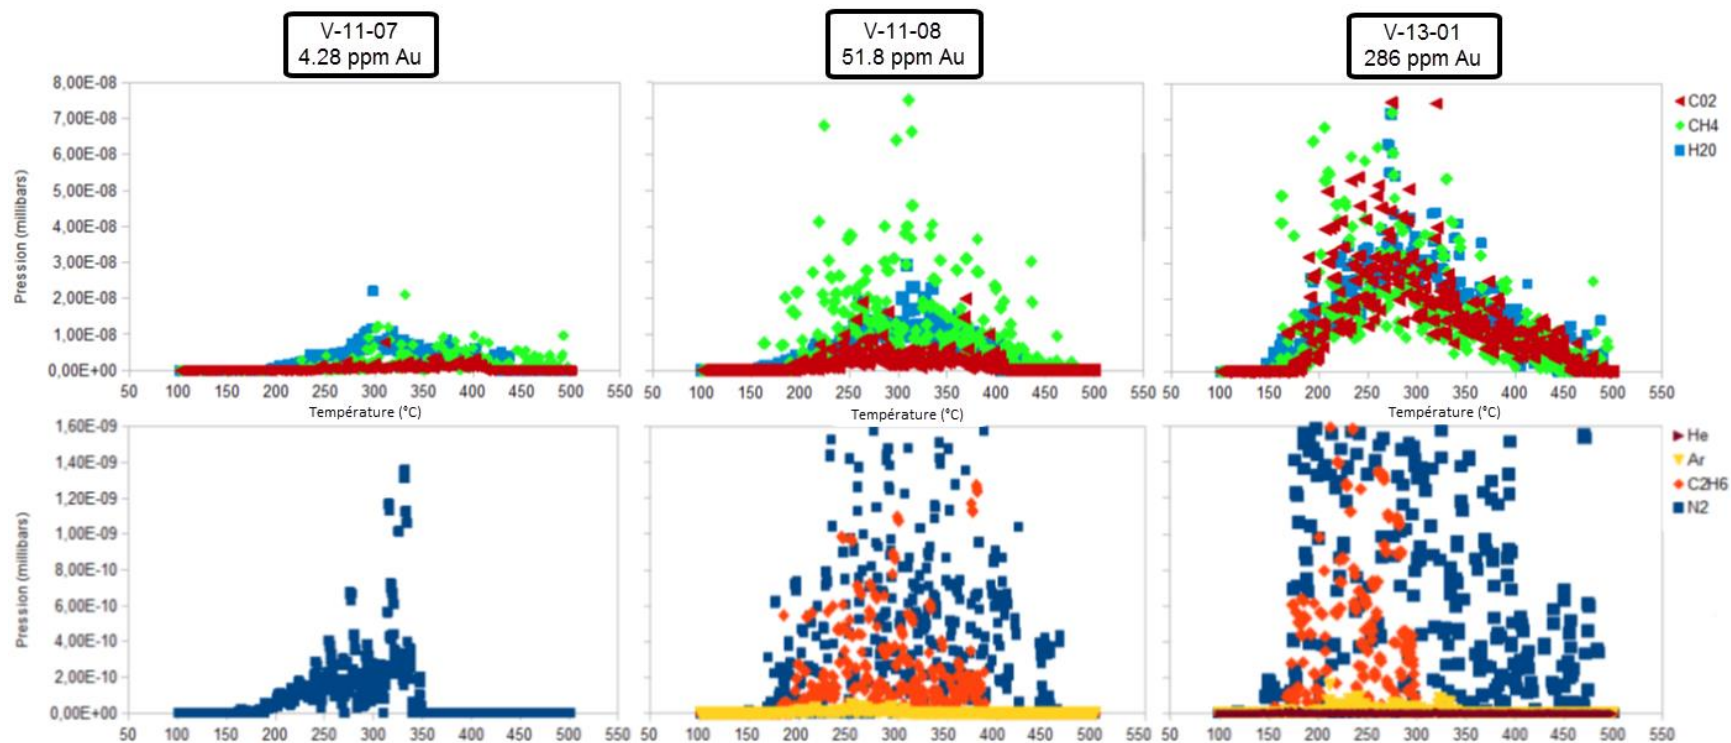 V-11-07
4.28 ppm Au
V-11-08
51.8 ppm Au
V-13-01
286 ppm Au
8,00E-08
7,00E-08
6,00E-08
5,00E-08
4,00E-08
3,00E-08
2,00E-08
1,00E-08
0,00E+00
Pression (millibars)
50 100 150 200 250 300 350 400 450 500 550
Température (°C)
50 100 150 200 250 300 350 400 450 500 550
Température (°C)
50 100 150 200 250 300 350 400 450 500 550
Température (°C)
C02
CH4
H20
1,60E-09
1,40E-09
1,20E-09
1,00E-09
8,00E-10
6,00E-10
4,00E-10
2,00E-10
0,00E+00
Pression (millibars)
50 100 150 200 250 300 350 400 450 500 550
50 100 150 200 250 300 350 400 450 500 550
50 100 150 200 250 300 350 400 450 500 550
He
Ar
C2H6
N2